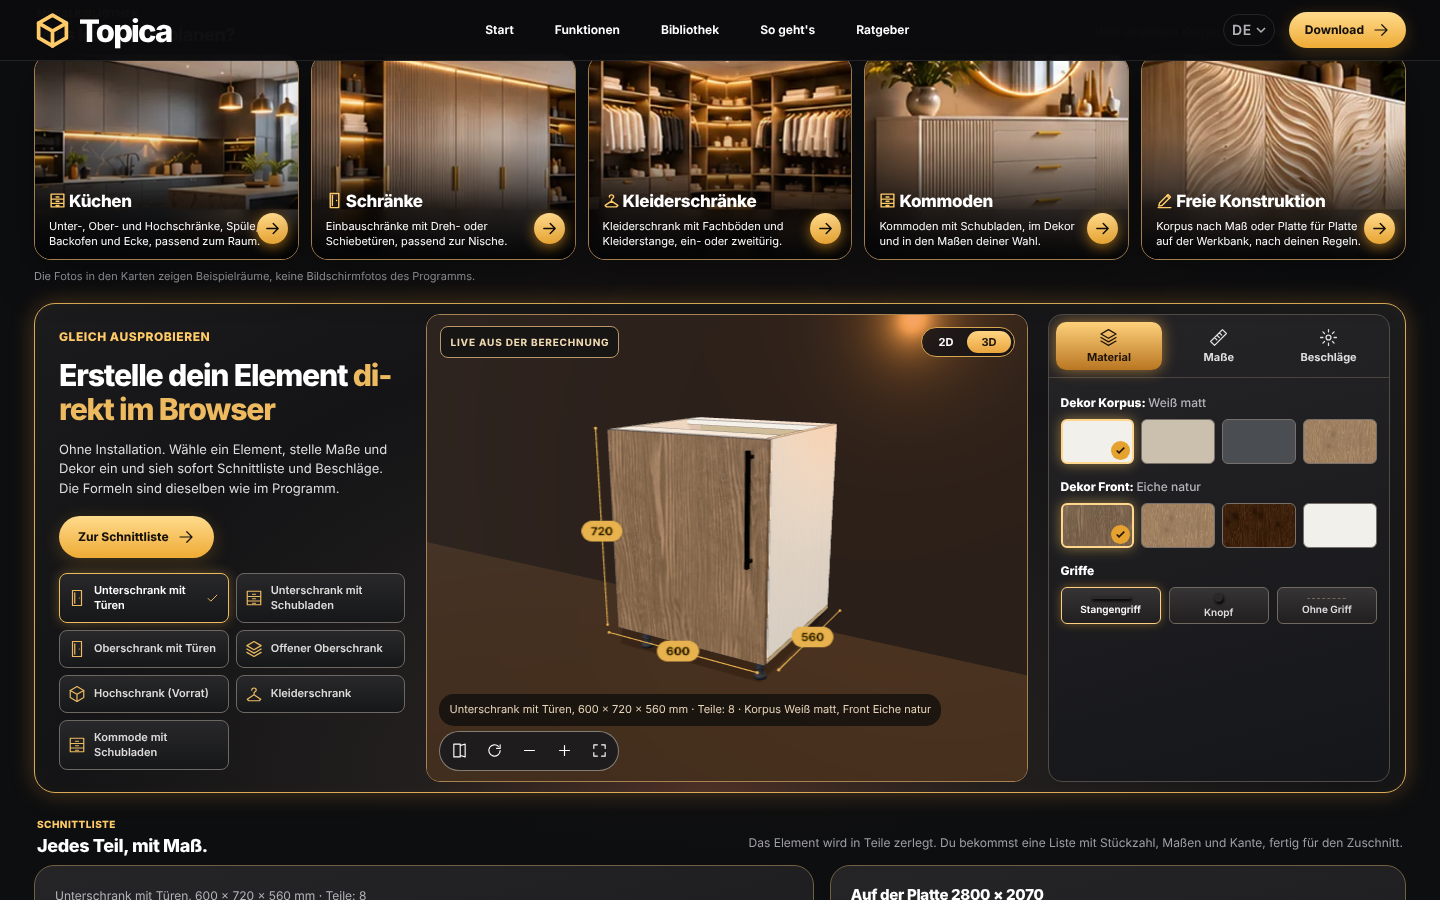 Topica
Start
Funktionen
Bibliothek
So geht's
Ratgeber
DE
Download
Küchen
Unter-, Ober- und Hochschränke, Spüle,
Backofen und Ecke, passend zum Raum.
Schränke
Einbauschränke mit Dreh- oder
Schiebetüren, passend zur Nische.
Kleiderschränke
Kleiderschrank mit Fachböden und
Kleiderstange, ein- oder zweitürig.
Kommoden
Kommoden mit Schubladen, im Dekor
und in den Maßen deiner Wahl.
Freie Konstruktion
Korpus nach Maß oder Platte für Platte
auf der Werkbank, nach deinen Regeln.
Die Fotos in den Karten zeigen Beispielräume, keine Bildschirmfotos des Programms.
GLEICH AUSPROBIEREN
Erstelle dein Element di-
rekt im Browser
Ohne Installation. Wähle ein Element, stelle Maße und
Dekor ein und sieh sofort Schnittliste und Beschläge.
Die Formeln sind dieselben wie im Programm.
Zur Schnittliste
Unterschrank mit
Türen
Unterschrank mit
Schubladen
Oberschrank mit Türen
Offener Oberschrank
Hochschrank (Vorrat)
Kleiderschrank
Kommode mit
Schubladen
LIVE AUS DER BERECHNUNG
2D
3D
720
600
560
Unterschrank mit Türen, 600 × 720 × 560 mm · Teile: 8 · Korpus Weiß matt, Front Eiche natur
Material
Maße
Beschläge
Dekor Korpus: Weiß matt
Dekor Front: Eiche natur
Griffe
Stangengriff
Knopf
Ohne Griff
SCHNITTLISTE
Jedes Teil, mit Maß.
Das Element wird in Teile zerlegt. Du bekommst eine Liste mit Stückzahl, Maßen und Kante, fertig für den Zuschnitt.
Unterschrank mit Türen, 600 × 720 × 560 mm · Teile: 8
Auf der Platte 2800 × 2070